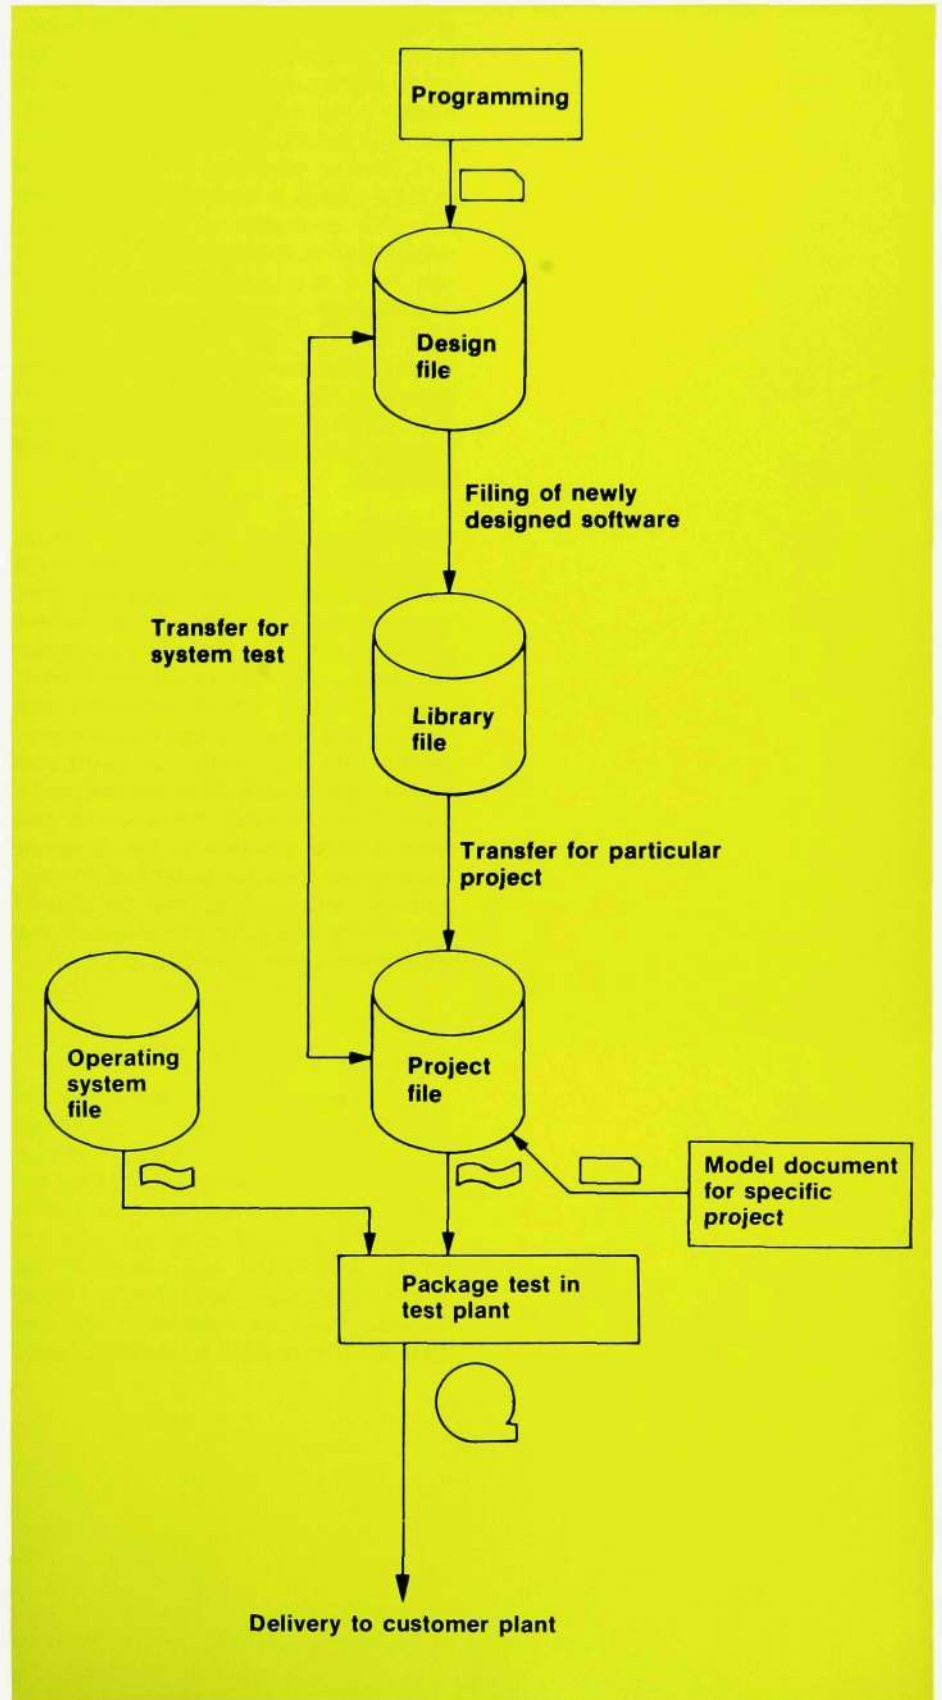 Programming
Design
file
Filing of newly
designed software
Transfer for
system test
Library
file
Transfer for particular
project
Operating
system
file
Project
file
Model document
for specific
project
Package test in
test plant
Delivery to customer plant